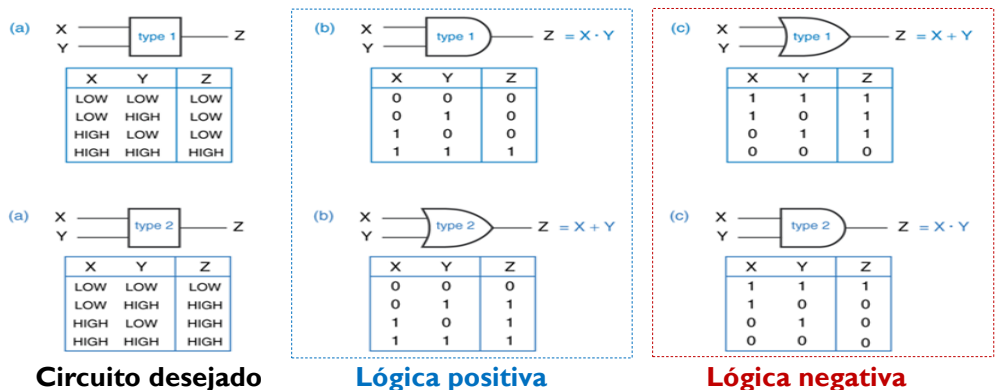 (a) X Y type 1 Z
X Y Z
LOW LOW LOW
LOW HIGH LOW
HIGH LOW LOW
HIGH HIGH HIGH
(b) X Y type 1 Z = X · Y
X Y Z
0 0 0
0 1 0
1 0 0
1 1 1
(c) X Y type 1 Z = X + Y
X Y Z
1 1 1
1 0 1
0 1 1
0 0 0
(a) X Y type 2 Z
X Y Z
LOW LOW LOW
LOW HIGH HIGH
HIGH LOW HIGH
HIGH HIGH HIGH
(b) X Y type 2 Z = X + Y
X Y Z
0 0 0
0 1 1
1 0 1
1 1 1
(c) X Y type 2 Z = X · Y
X Y Z
1 1 1
1 0 0
0 1 0
0 0 0
Circuito desejado
Lógica positiva
Lógica negativa